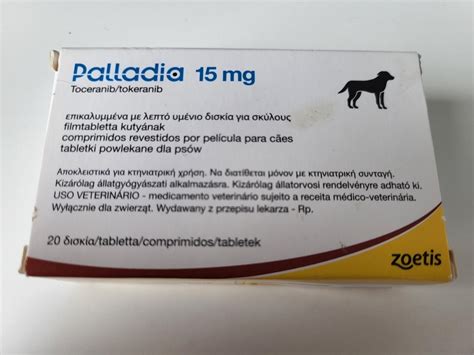 Palladia 15 mg
Toceranib/tokeranib
επικαλυμμένα με λεπτό υμένιο δισκία για σκύλους
filmtabletta kutyának
comprimidos revestidos por película para cães
tabletki powlekane dla psów
Αποκλειστικά για κτηνιατρική χρήση. Να διατίθεται μόνον με κτηνιατρική συνταγή.
Kizárólag állatgyógyászati alkalmazásra. Kizárólag állatorvosi rendelvényre adható ki.
USO VETERINÁRIO - medicamento veterinário sujeito a receita médico-veterinária.
Wyłącznie dla zwierząt. Wydawany z przepisu lekarza - Rp.
20 δισκία/tabletta/comprimidos/tabletek
zoetis